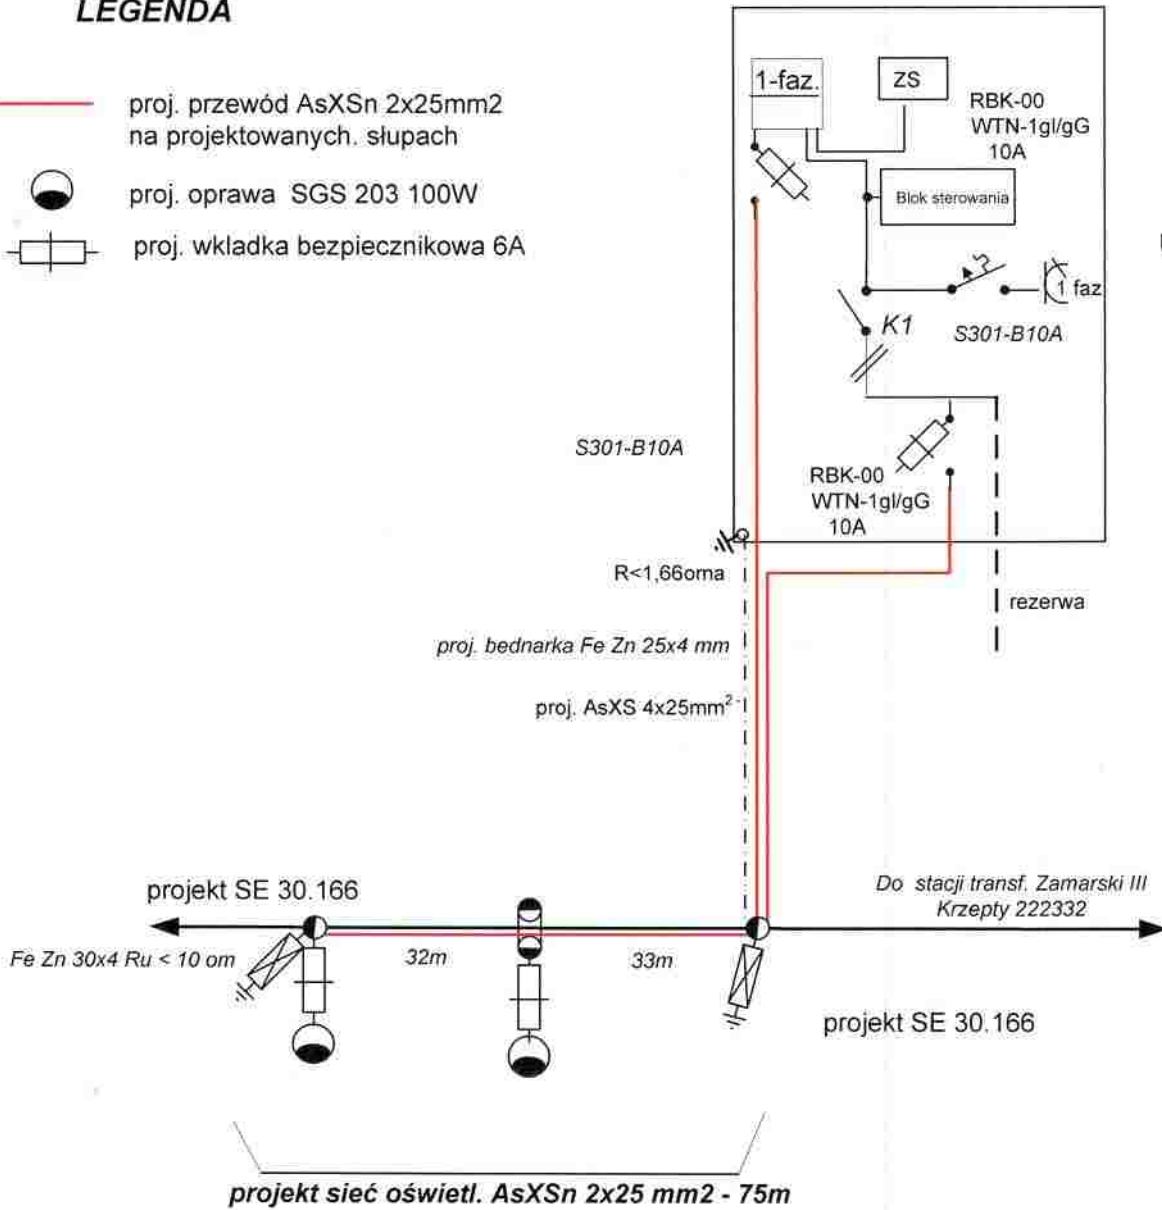 LEGENDA
proj. przewód AsXSn 2x25mm2
na projektowanych. słupach
proj. oprawa SGS 203 100W
proj. wkladka bezpiecznikowa 6A
1-faz.
ZS
RBK-00
WTN-1gl/gG
10A
Blok sterowania
1 faz
K1
S301-B10A
S301-B10A
RBK-00
WTN-1gl/gG
10A
R<1,66oma
rezerwa
proj. bednarka Fe Zn 25x4 mm
proj. AsXS 4x25mm²
projekt SE 30.166
Do stacji transf. Zamarski III
Krzepty 222332
Fe Zn 30x4 Ru < 10 om
32m
33m
projekt SE 30.166
projekt sieć oświetl. AsXSn 2x25 mm2 - 75m